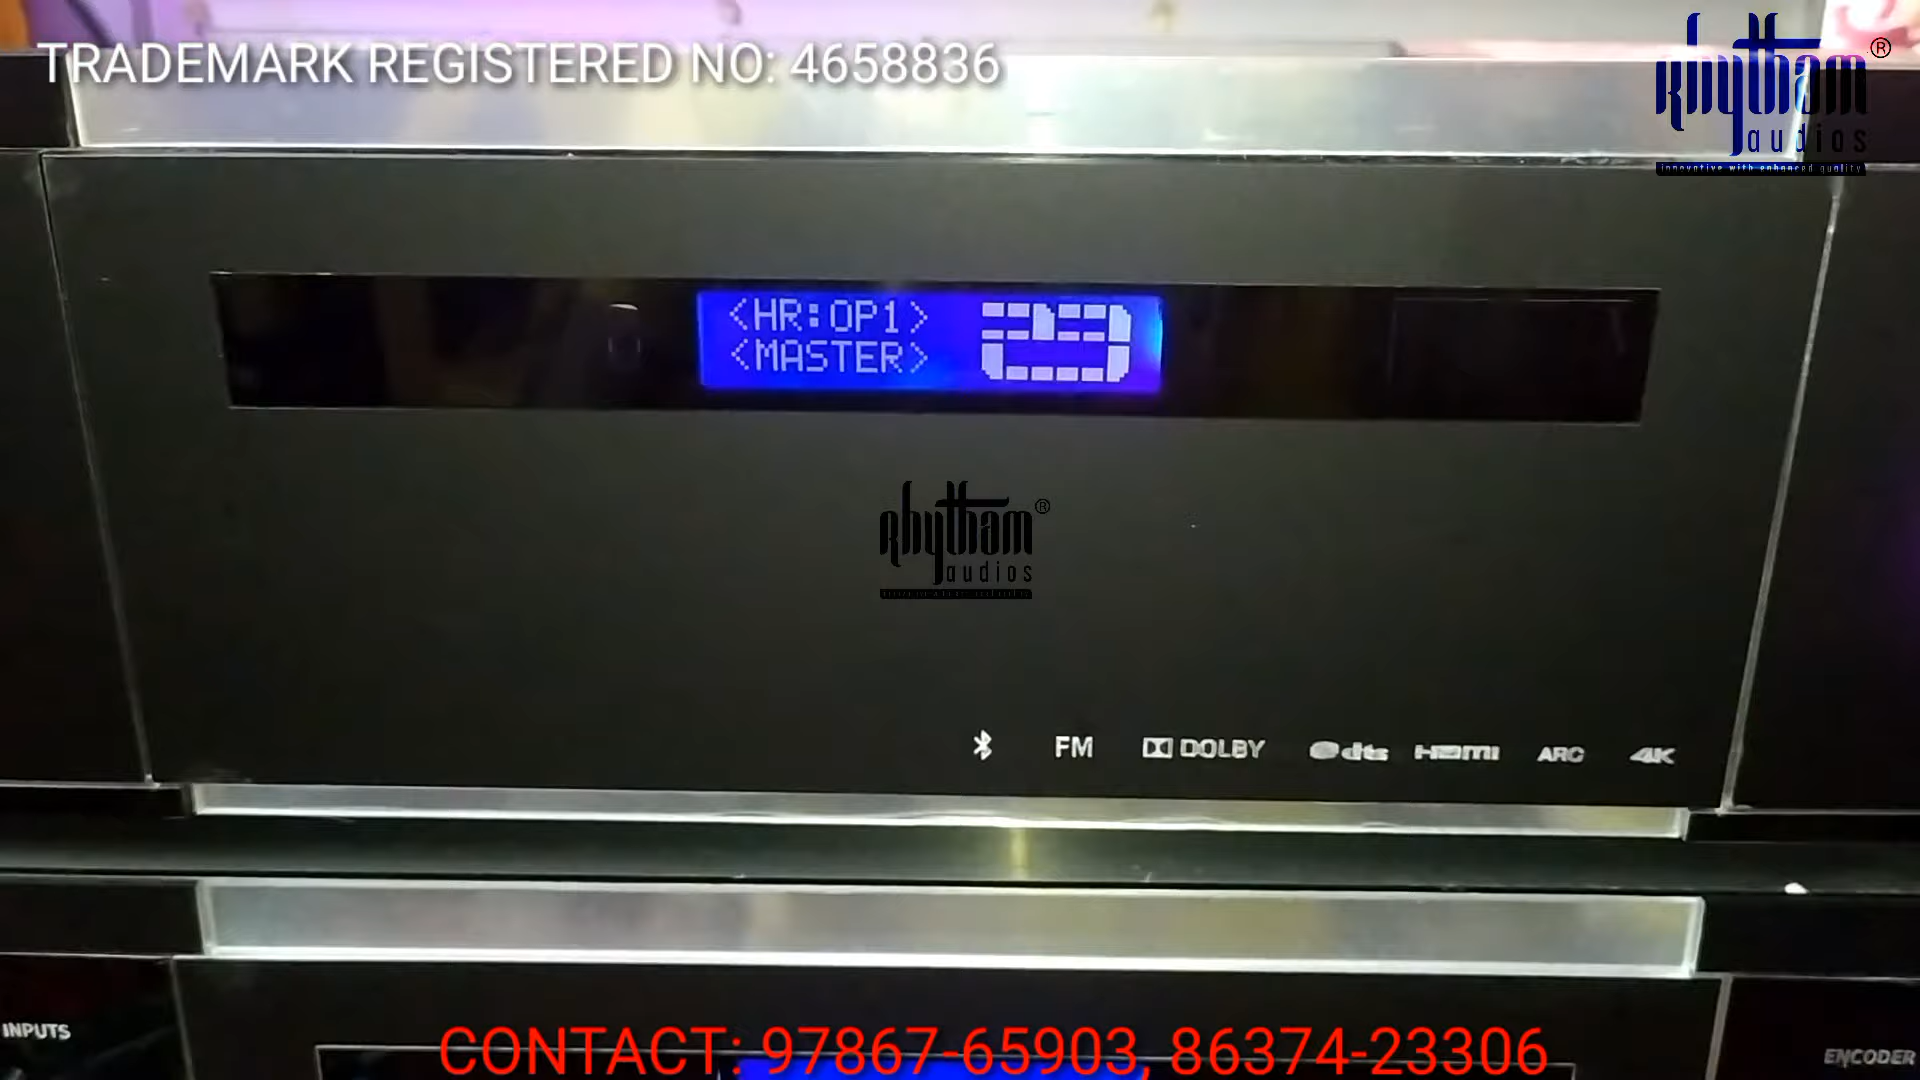 TRADEMARK REGISTERED NO: 4658836
Rhytham®
audios
innovative with enhanced quality
<HR:OP1>
<MASTER>
23
Rhytham®
audios
FM
DOLBY
dts
HDMI
ARC
4K
INPUTS
ENCODER
CONTACT: 97867-65903, 86374-23306